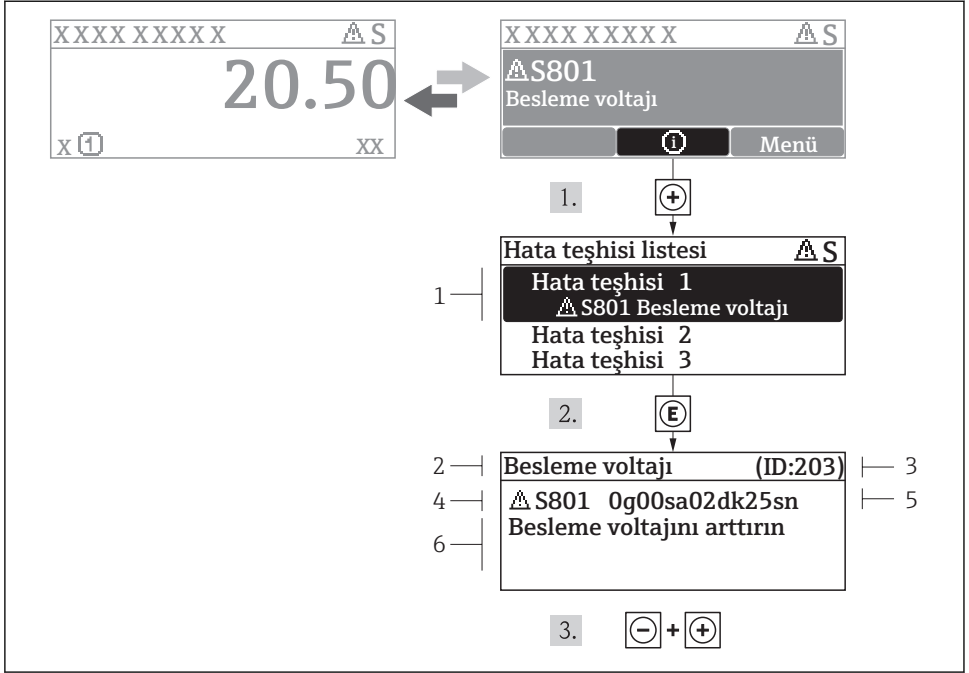 XXXX XXXXX ⚠ S
20.50
X ① XX
XXXX XXXXX ⚠ S
⚠S801
Besleme voltajı
ⓘ Menü
1. +
Hata teşhisi listesi ⚠ S
1 Hata teşhisi 1
⚠ S801 Besleme voltajı
Hata teşhisi 2
Hata teşhisi 3
2. E
2 Besleme voltajı (ID:203) 3
4 ⚠ S801 0g00sa02dk25sn 5
6 Besleme voltajını arttırın
3. − + +